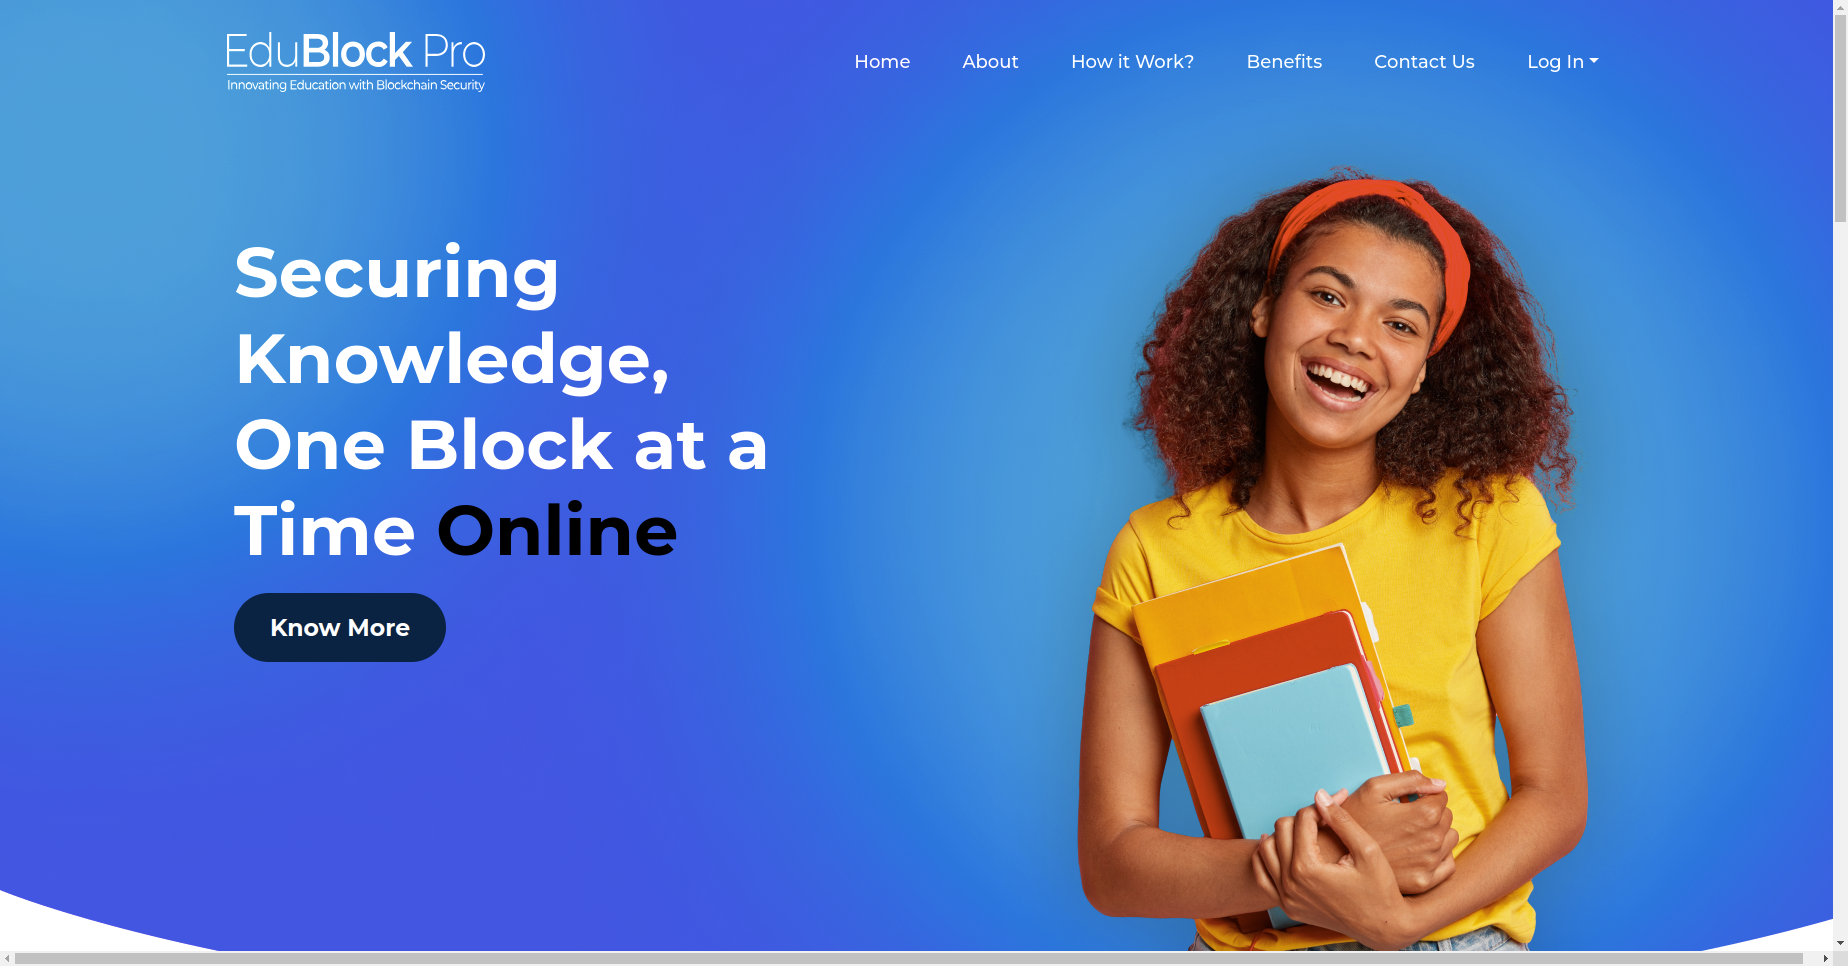 EduBlock Pro
Innovating Education with Blockchain Security
Home About How it Work? Benefits Contact Us Log In
Securing
Knowledge,
One Block at a
Time Online
Know More